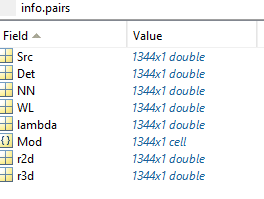 info.pairs
Field Value
Src 1344x1 double
Det 1344x1 double
NN 1344x1 double
WL 1344x1 double
lambda 1344x1 double
{} Mod 1344x1 cell
r2d 1344x1 double
r3d 1344x1 double